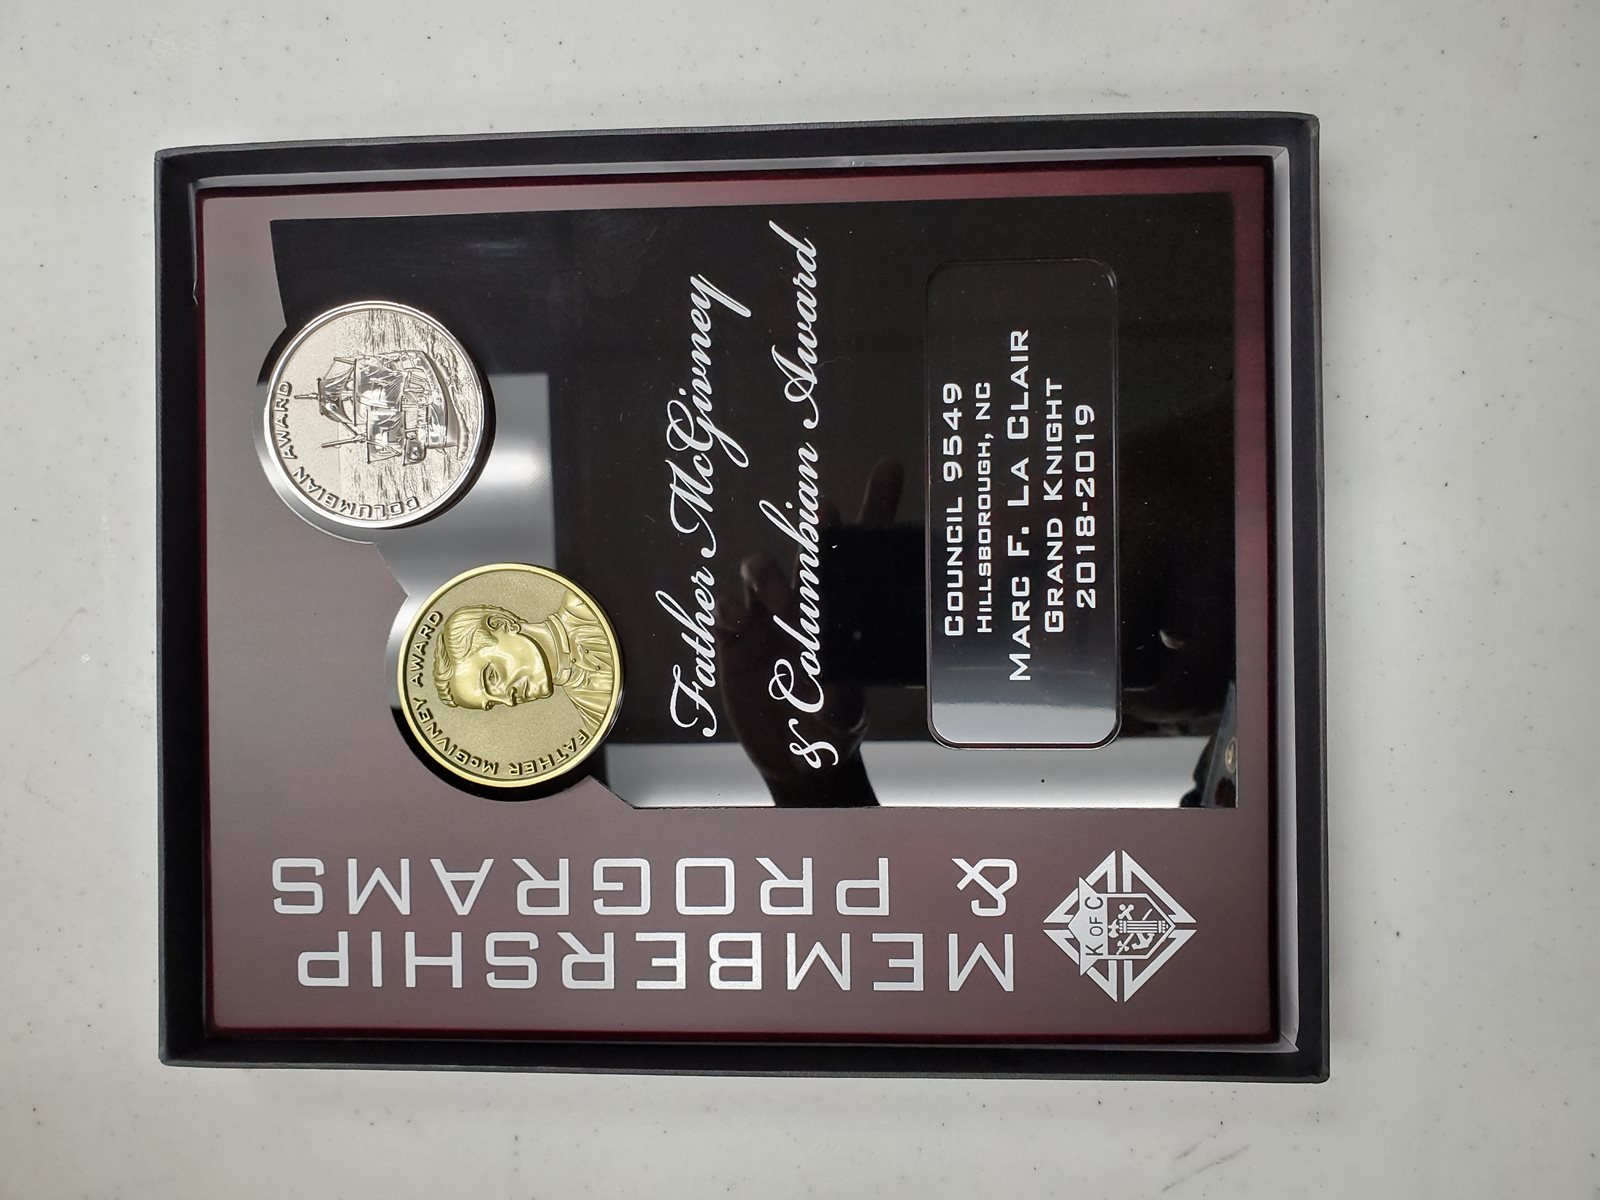 MEMBERSHIP
& PROGRAMS
K OF C
COLUMBIAN AWARD
FATHER McGIVNEY AWARD
Father McGivney
& Columbian Award
COUNCIL 9549
HILLSBOROUGH, NC
MARC F. LA CLAIR
GRAND KNIGHT
2018-2019